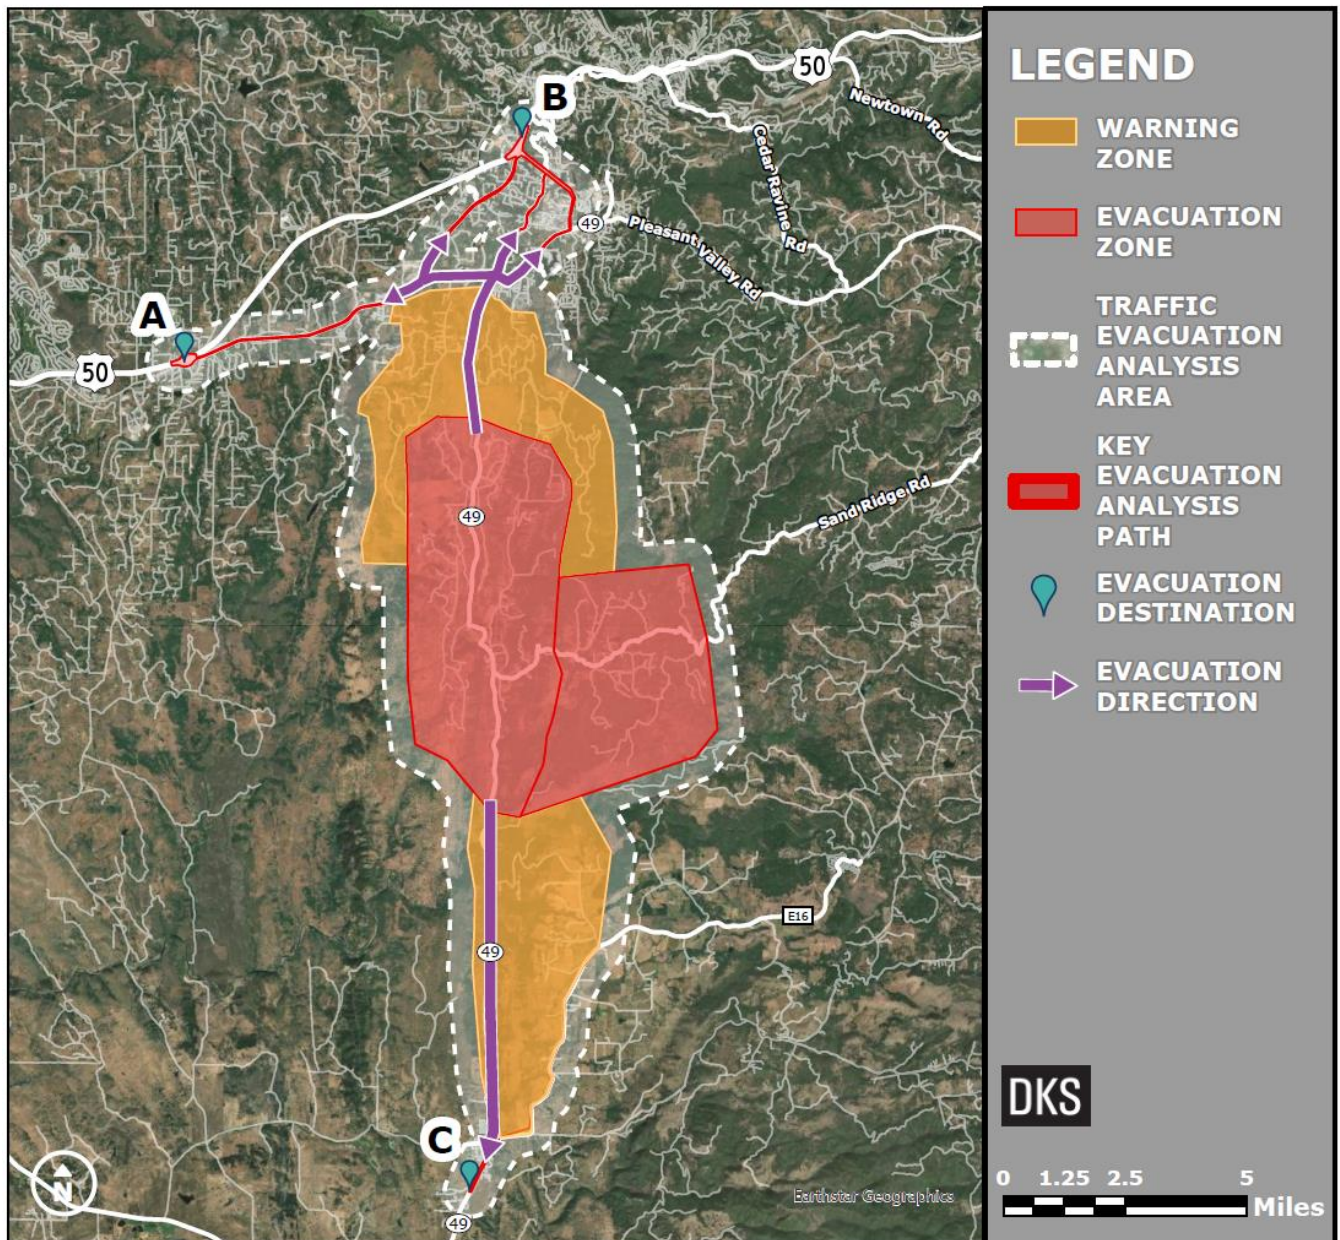 B
50
Newtown Rd
Cedar Ravine Rd
49
Pleasant Valley Rd
A
50
49
Sand Ridge Rd
E16
49
C
N
49
Earthstar Geographics
LEGEND
WARNING
ZONE
EVACUATION
ZONE
TRAFFIC
EVACUATION
ANALYSIS
AREA
KEY
EVACUATION
ANALYSIS
PATH
EVACUATION
DESTINATION
EVACUATION
DIRECTION
DKS
0 1.25 2.5 5
Miles